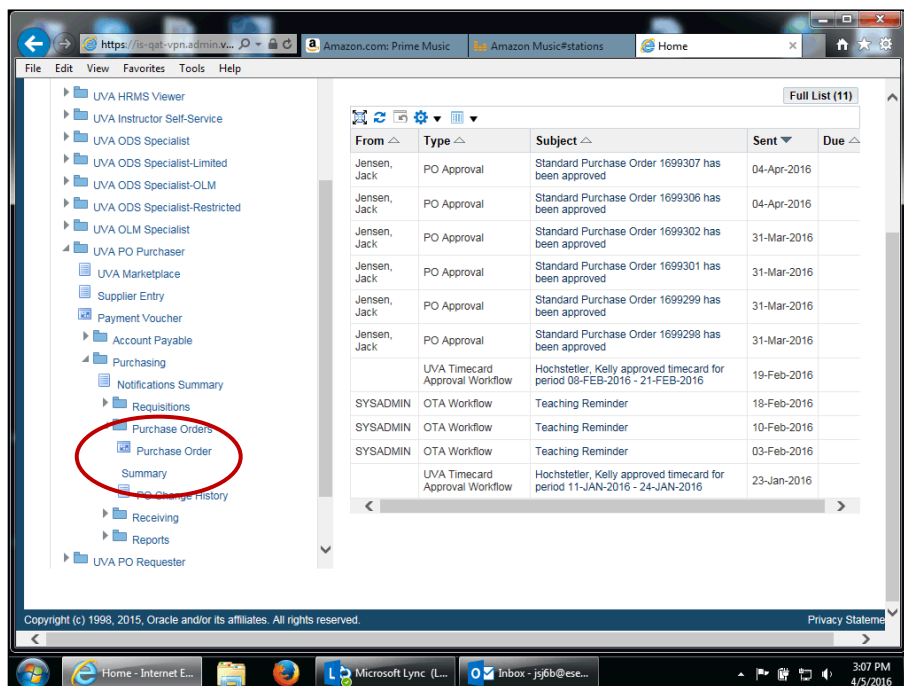 https://is-qat-vpn.admin.v...
Amazon.com: Prime Music
Amazon Music#stations
Home
File Edit View Favorites Tools Help
UVA HRMS Viewer
UVA Instructor Self-Service
UVA ODS Specialist
UVA ODS Specialist-Limited
UVA ODS Specialist-OLM
UVA ODS Specialist-Restricted
UVA OLM Specialist
UVA PO Purchaser
UVA Marketplace
Supplier Entry
Payment Voucher
Account Payable
Purchasing
Notifications Summary
Requisitions
Purchase Orders
Purchase Order
Summary
PO Change History
Receiving
Reports
UVA PO Requester
Full List (11)
From Type Subject Sent Due
Jensen, Jack PO Approval Standard Purchase Order 1699307 has been approved 04-Apr-2016
Jensen, Jack PO Approval Standard Purchase Order 1699306 has been approved 04-Apr-2016
Jensen, Jack PO Approval Standard Purchase Order 1699302 has been approved 31-Mar-2016
Jensen, Jack PO Approval Standard Purchase Order 1699301 has been approved 31-Mar-2016
Jensen, Jack PO Approval Standard Purchase Order 1699299 has been approved 31-Mar-2016
Jensen, Jack PO Approval Standard Purchase Order 1699298 has been approved 31-Mar-2016
UVA Timecard Approval Workflow Hochstetler, Kelly approved timecard for period 08-FEB-2016 - 21-FEB-2016 19-Feb-2016
SYSADMIN OTA Workflow Teaching Reminder 18-Feb-2016
SYSADMIN OTA Workflow Teaching Reminder 10-Feb-2016
SYSADMIN OTA Workflow Teaching Reminder 03-Feb-2016
UVA Timecard Approval Workflow Hochstetler, Kelly approved timecard for period 11-JAN-2016 - 24-JAN-2016 23-Jan-2016
Copyright (c) 1998, 2015, Oracle and/or its affiliates. All rights reserved.
Privacy Stateme
Home - Internet E...
Microsoft Lync (L...
Inbox - jsj6b@ese...
3:07 PM
4/5/2016